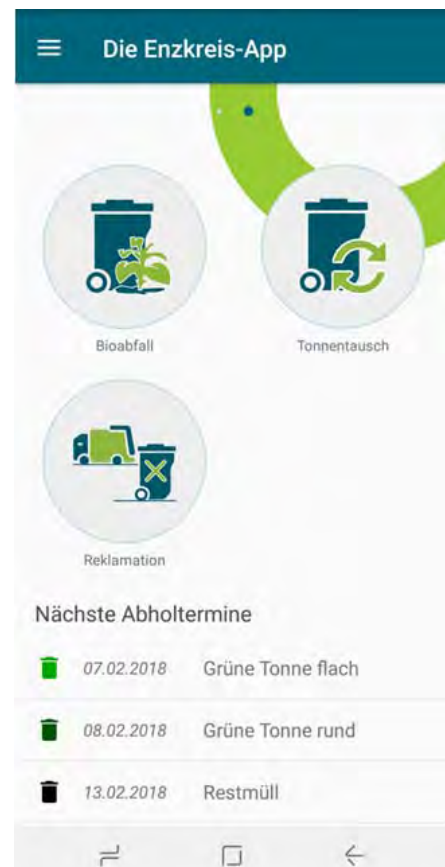 Die Enzkreis-App
Bioabfall
Tonnentausch
Reklamation
Nächste Abholtermine
07.02.2018 Grüne Tonne flach
08.02.2018 Grüne Tonne rund
13.02.2018 Restmüll